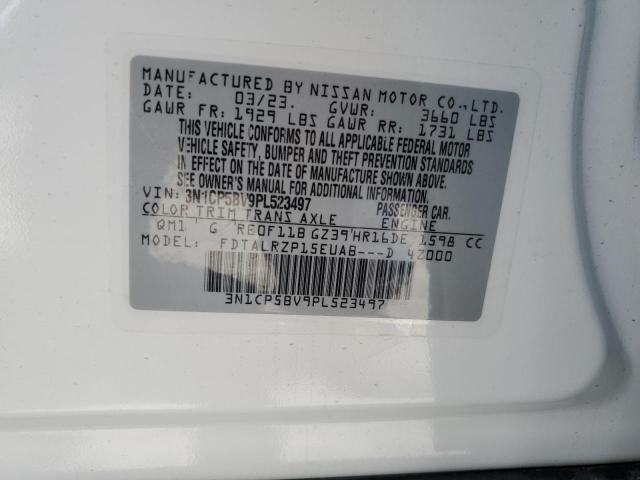 MANUFACTURED BY NISSAN MOTOR CO.,LTD.
DATE: 03/23. GVWR: 3660 LBS
GAWR FR: 1929 LBS GAWR RR: 1731 LBS
THIS VEHICLE CONFORMS TO ALL APPLICABLE FEDERAL MOTOR
VEHICLE SAFETY, BUMPER AND THEFT PREVENTION STANDARDS
IN EFFECT ON THE DATE OF MANUFACTURE SHOWN ABOVE.
SEE OWNER'S MANUAL FOR MORE INFORMATION.
VIN: 3N1CP5BV9PL523497 PASSENGER CAR.
COLOR TRIM TRANS AXLE ENGINE
QM1 G RE0F11B GZ39 HR16DE 1598 CC
MODEL: FDTALRZP15EUAB---D 4Z000
3N1CP5BV9PL523497